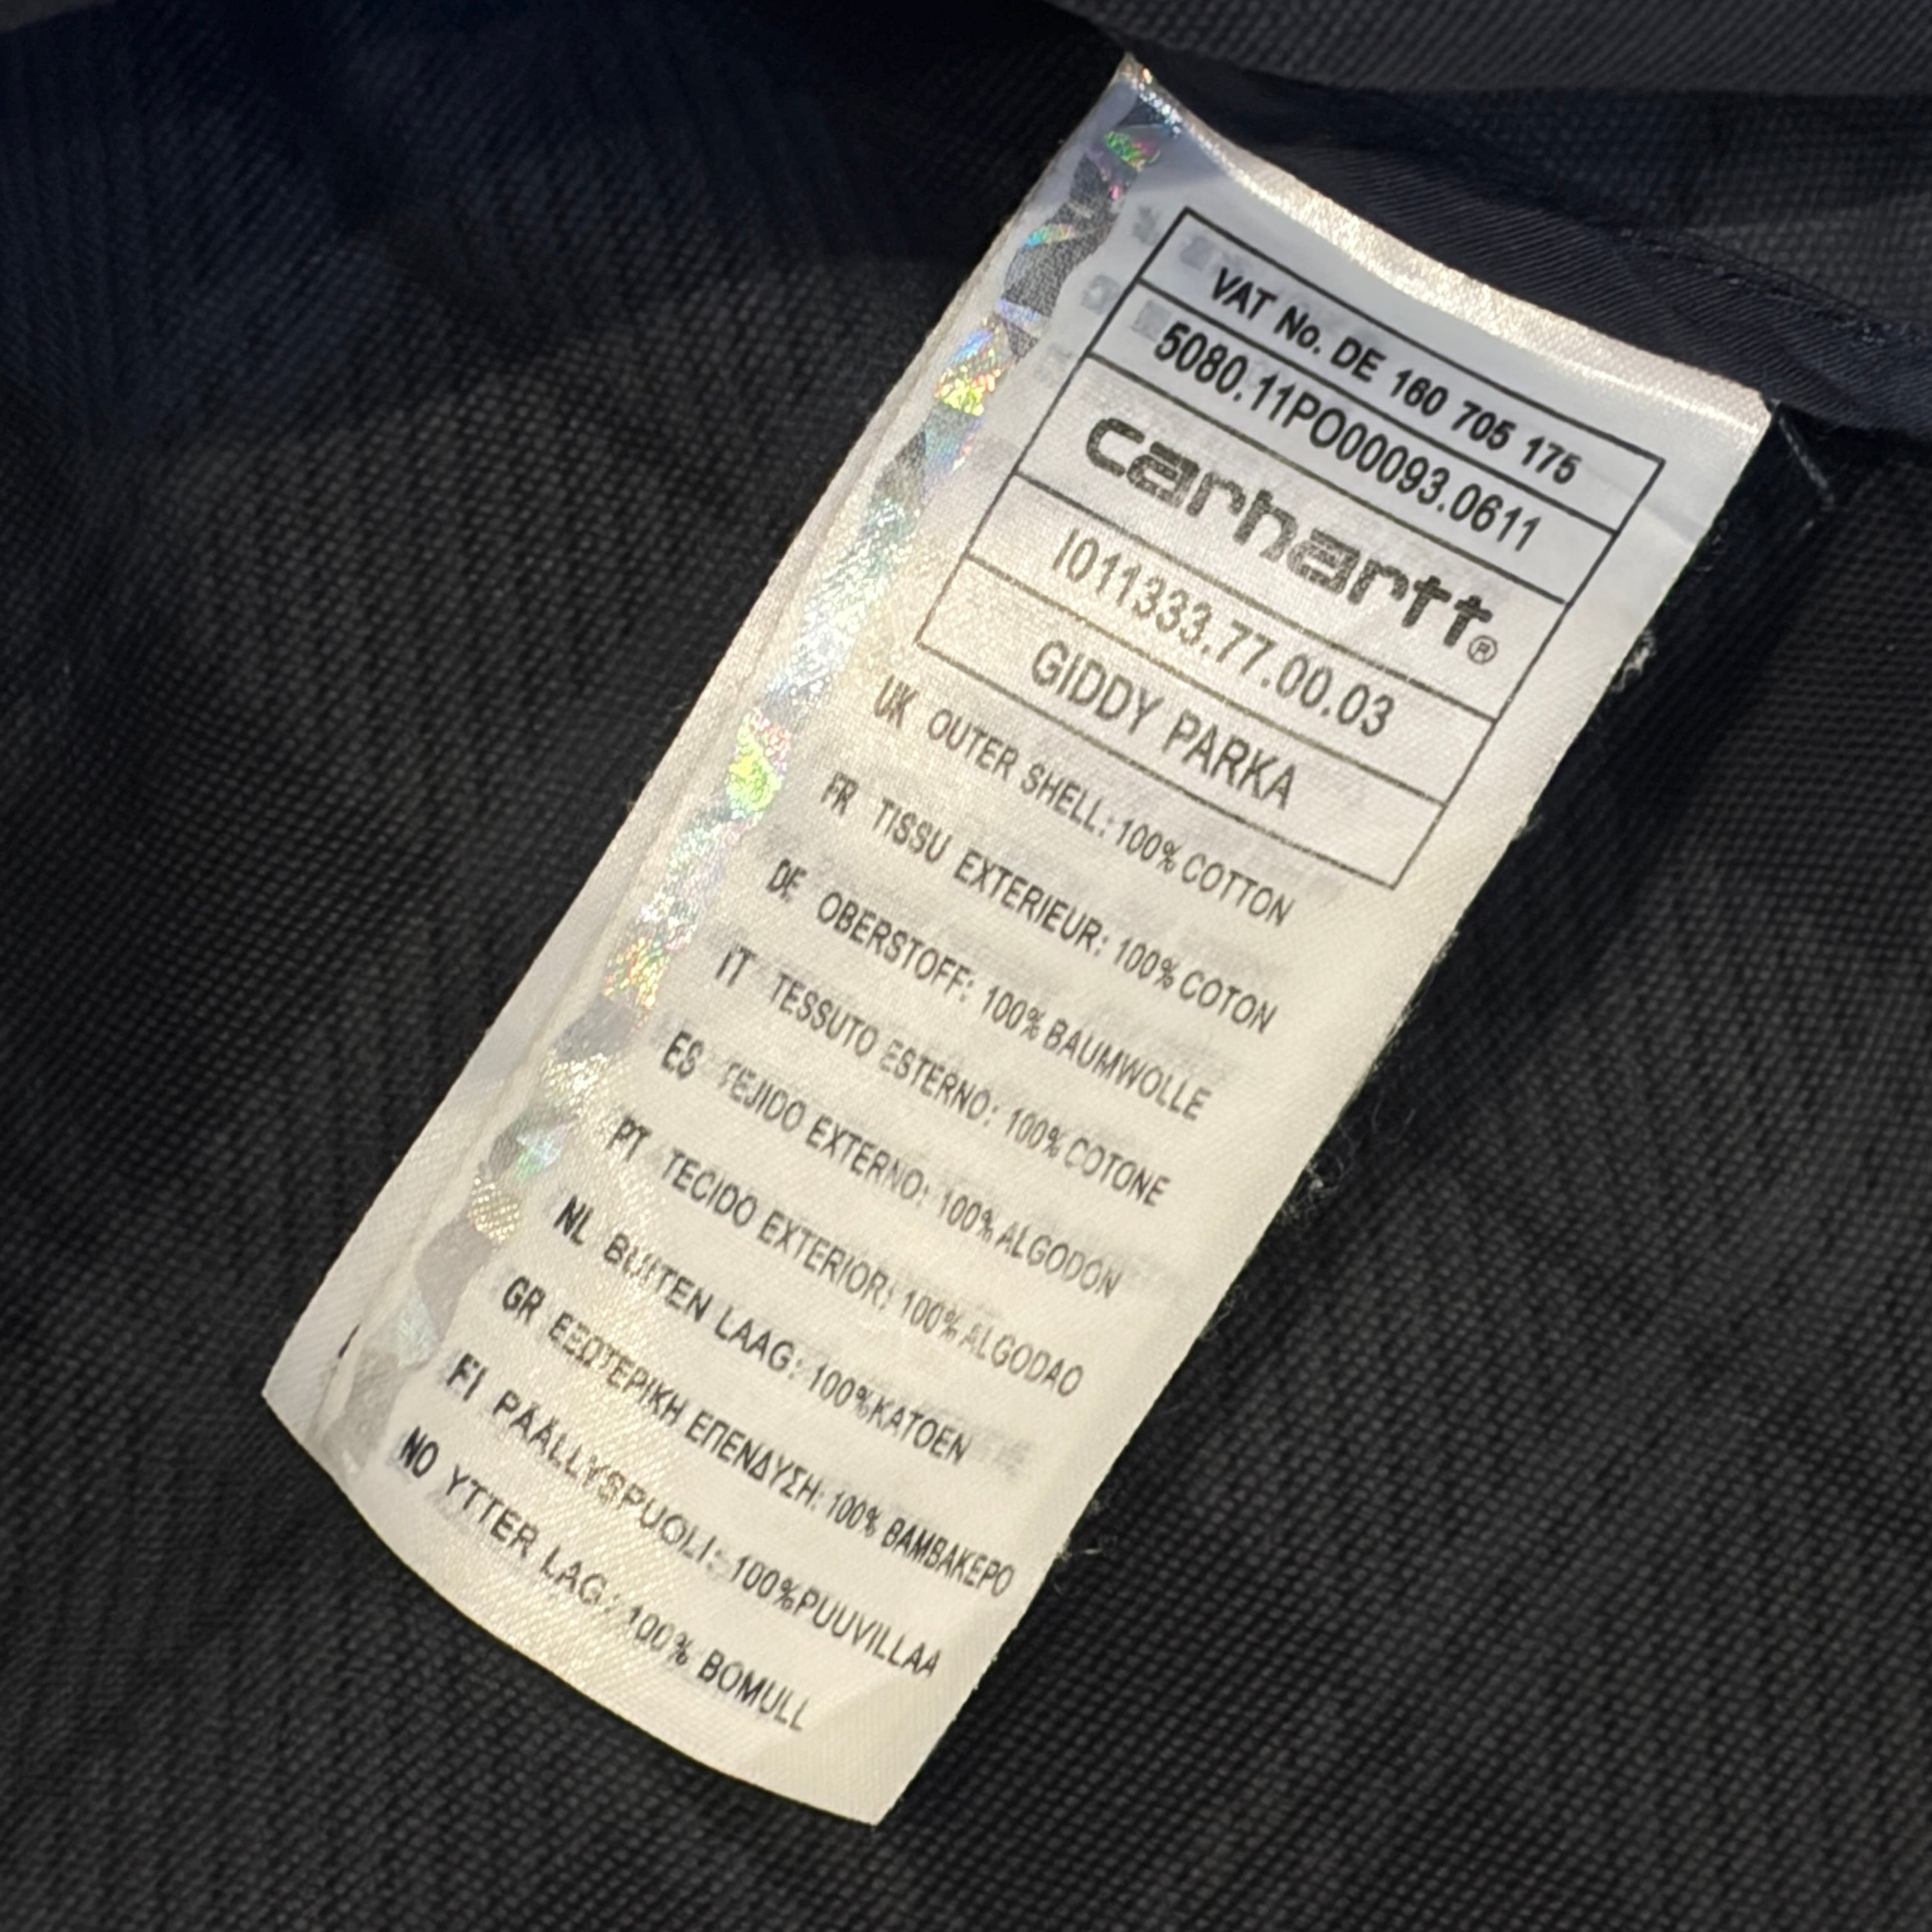 VAT No. DE 160 705 175
5080.11PO00093.0611
carhartt®
I011333.77.00.03
GIDDY PARKA
UK OUTER SHELL: 100% COTTON
FR TISSU EXTERIEUR: 100% COTON
DE OBERSTOFF: 100% BAUMWOLLE
IT TESSUTO ESTERNO: 100% COTONE
ES TEJIDO EXTERNO: 100% ALGODÓN
PT TECIDO EXTERIOR: 100% ALGODAO
NL BUITEN LAAG: 100% KATOEN
GR ΕΞΩΤΕΡΙΚΗ ΕΠΕΝΔΥΣΗ: 100% ΒΑΜΒΑΚΕΡΟ
FI PÄÄLLYSPUOLI: 100% PUUVILLAA
NO YTTER LAG: 100% BOMULL